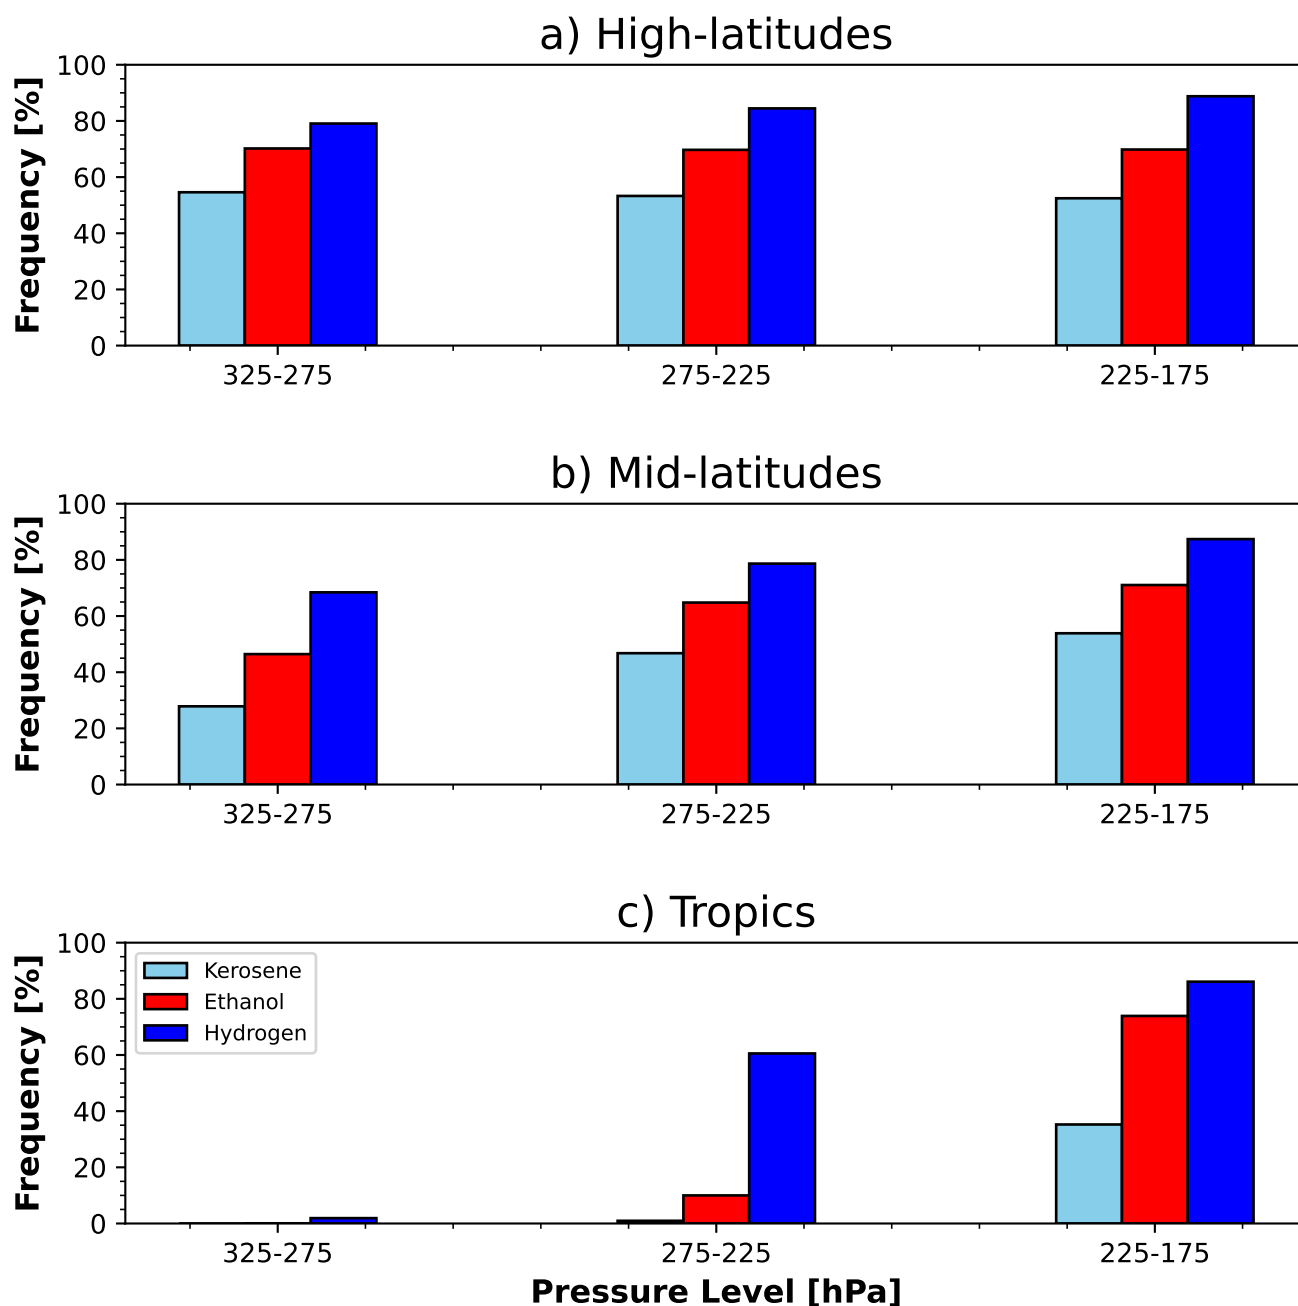 a) High-latitudes
Frequency [%]
100
80
60
40
20
0
325-275 275-225 225-175
b) Mid-latitudes
Frequency [%]
100
80
60
40
20
0
325-275 275-225 225-175
c) Tropics
Frequency [%]
100
80
60
40
20
0
Kerosene
Ethanol
Hydrogen
325-275 275-225 225-175
Pressure Level [hPa]